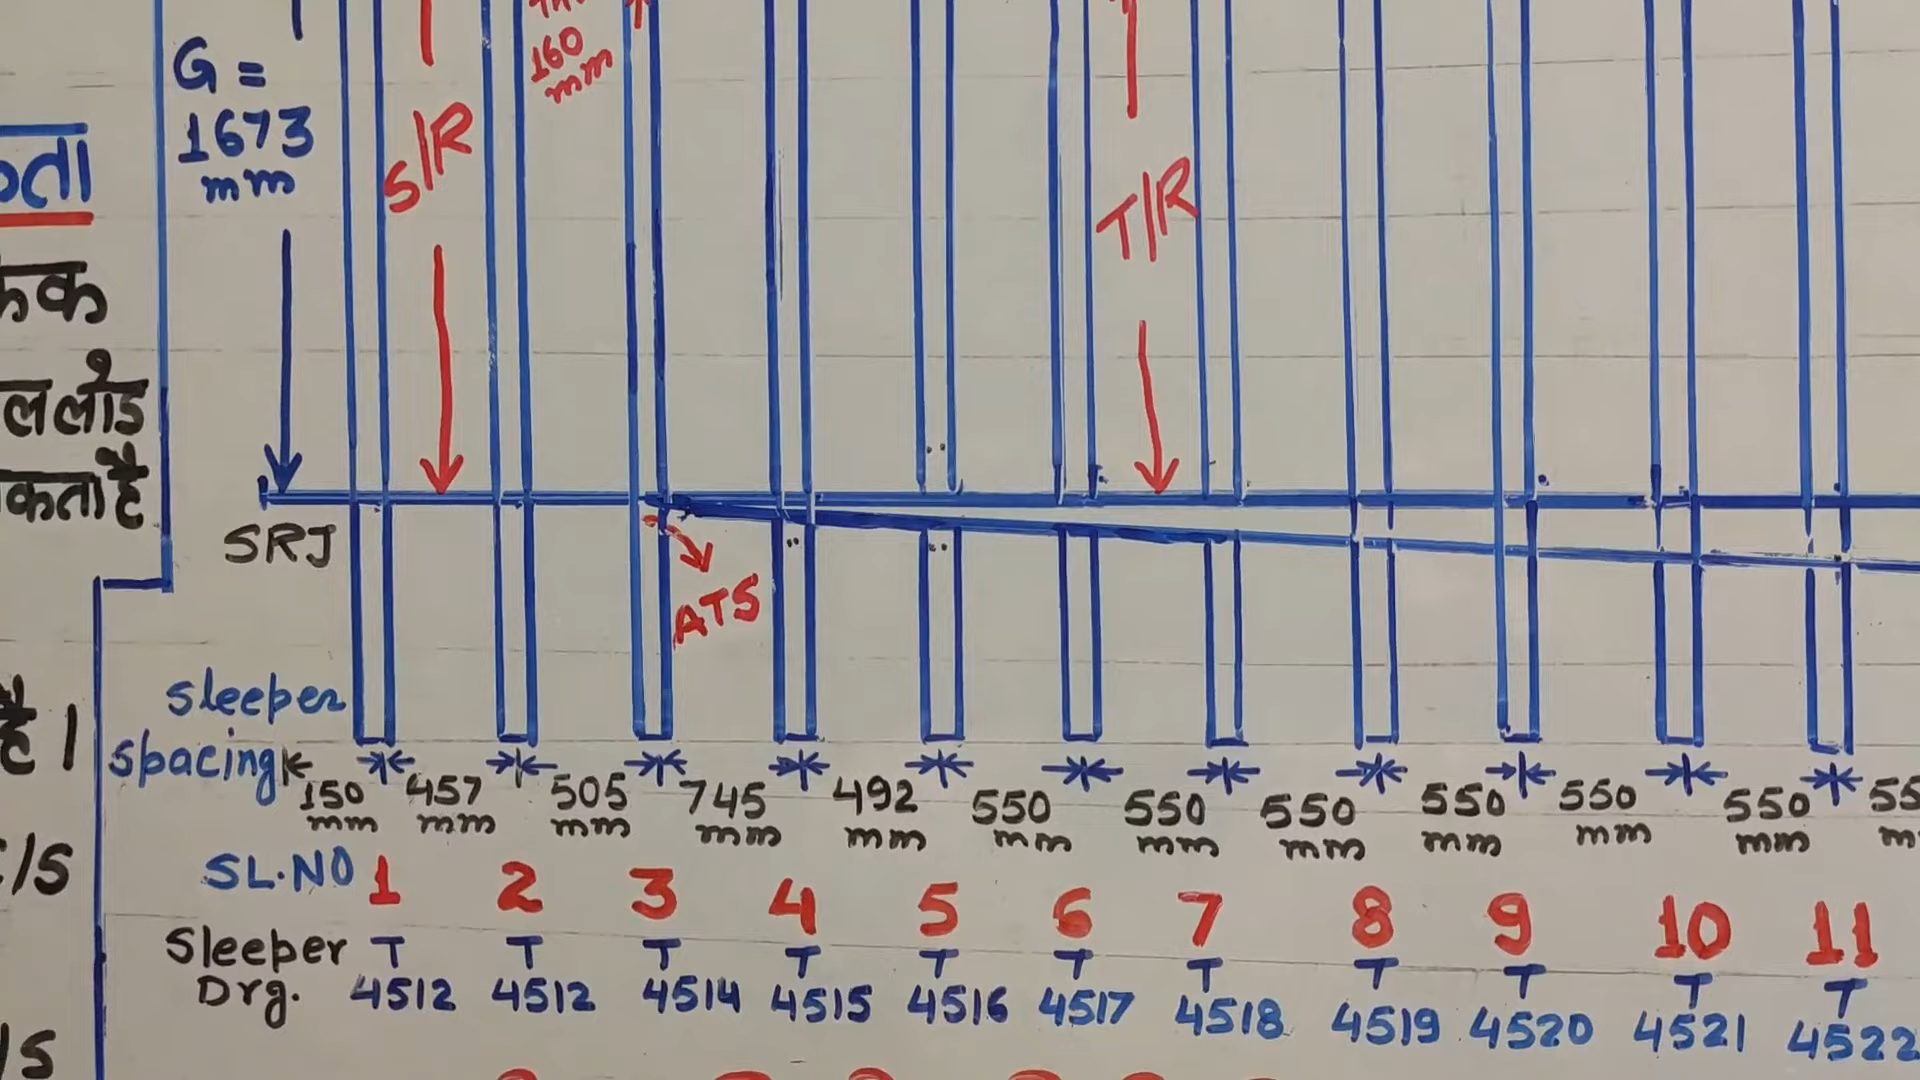 G =
1673
mm
160
mm
S/R
T/R
कता
ललोड
कता है
है।
SRJ
ATS
Sleeper
Spacing
150 mm 457 mm 505 mm 745 mm 492 mm 550 mm 550 mm 550 mm 550 mm 550 mm 550 mm 55
/S
SL.NO 1 2 3 4 5 6 7 8 9 10 11
Sleeper T T T T T T T T T T T
Drg. 4512 4512 4514 4515 4516 4517 4518 4519 4520 4521 4522
/S